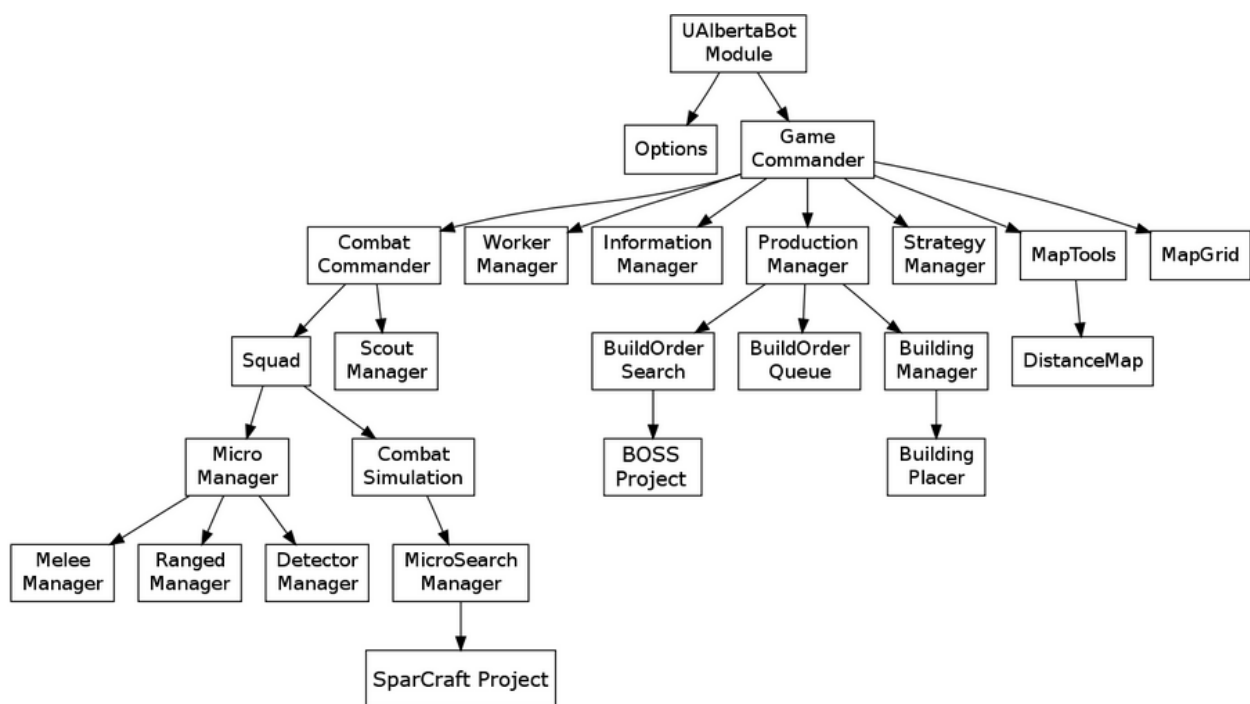 UAlbertaBot
Module
Options
Game
Commander
Combat
Commander
Worker
Manager
Information
Manager
Production
Manager
Strategy
Manager
MapTools
MapGrid
Squad
Scout
Manager
BuildOrder
Search
BuildOrder
Queue
Building
Manager
DistanceMap
Micro
Manager
Combat
Simulation
BOSS
Project
Building
Placer
Melee
Manager
Ranged
Manager
Detector
Manager
MicroSearch
Manager
SparCraft Project